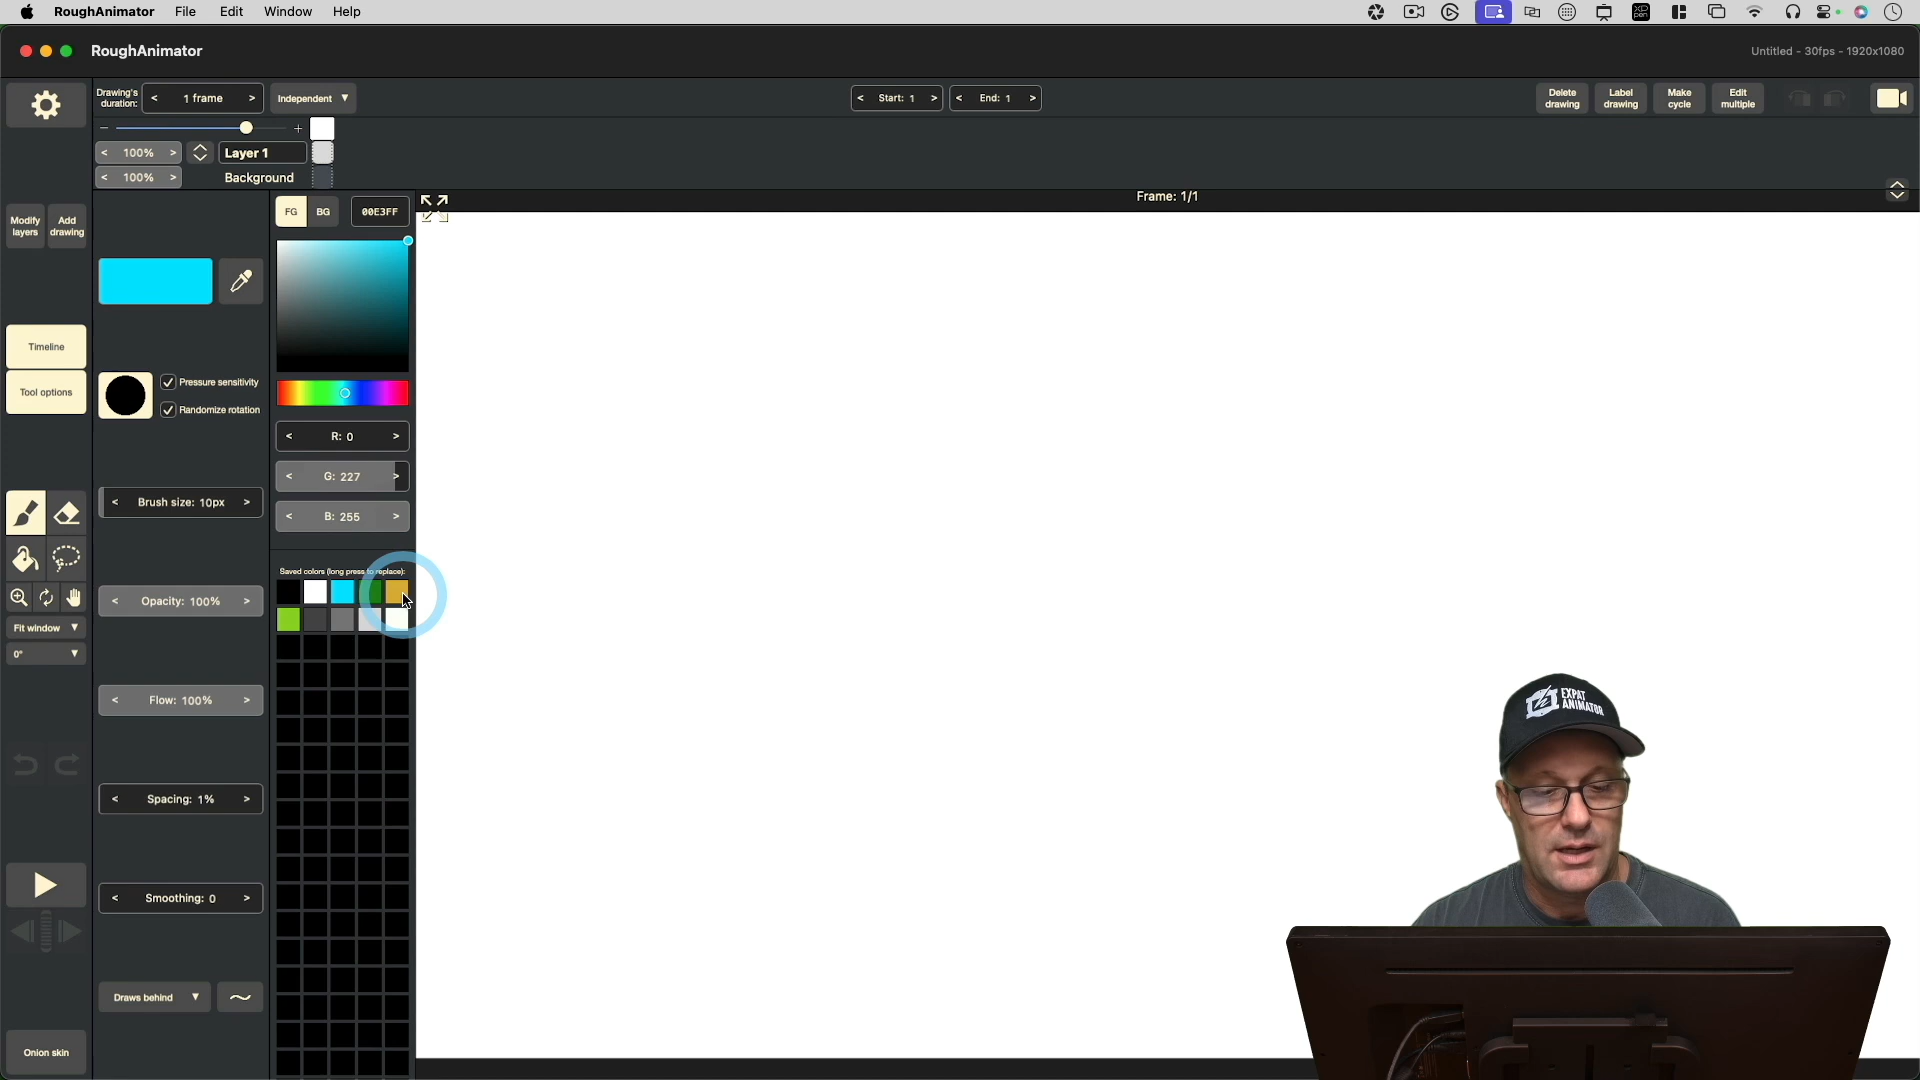 RoughAnimator File Edit Window Help
RoughAnimator
Untitled - 30fps - 1920x1080
Drawing's
duration:
< 1 frame >
Independent ▼
< Start: 1 >
< End: 1 >
Delete
drawing
Label
drawing
Make
cycle
Edit
multiple
− +
< 100% >
Layer 1
< 100% >
Background
Frame: 1/1
Modify
layers
Add
drawing
FG
BG
00E3FF
Timeline
Tool options
Pressure sensitivity
Randomize rotation
< R: 0 >
< G: 227 >
< B: 255 >
< Brush size: 10px >
Saved colors (long press to replace):
< Opacity: 100% >
Fit window ▼
0° ▼
< Flow: 100% >
< Spacing: 1% >
< Smoothing: 0 >
Draws behind ▼
Onion skin
EXPAT
ANIMATOR